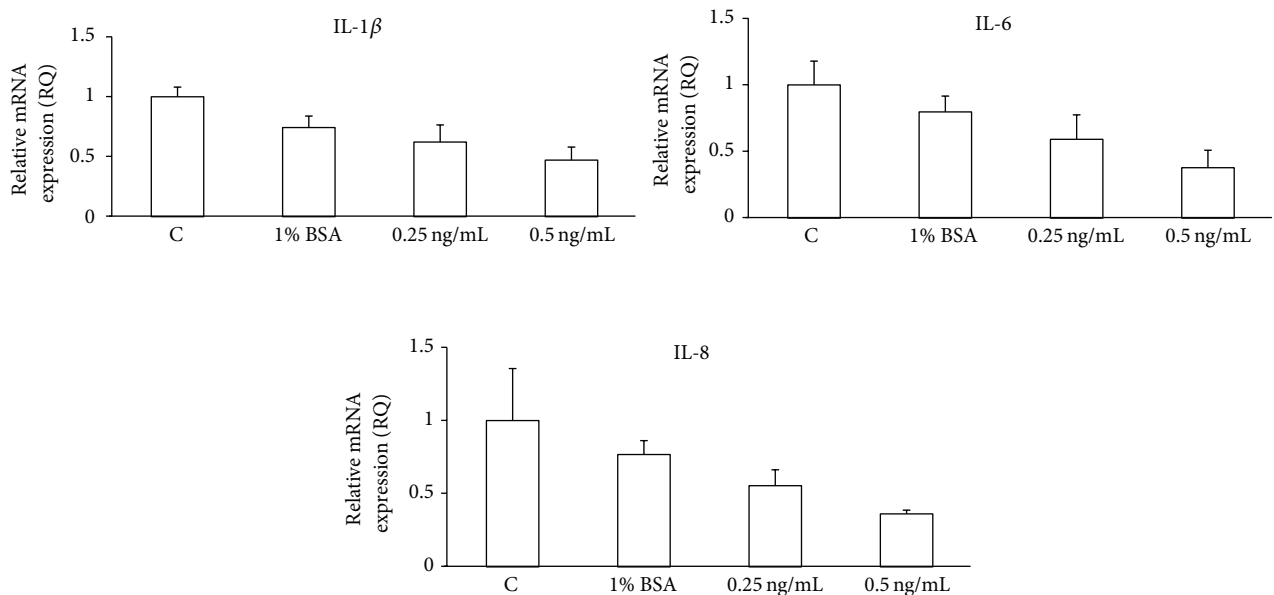 IL-1β
Relative mRNA
expression (RQ)
1.5
1
0.5
0
C 1% BSA 0.25 ng/mL 0.5 ng/mL
IL-6
Relative mRNA
expression (RQ)
1.5
1
0.5
0
C 1% BSA 0.25 ng/mL 0.5 ng/mL
IL-8
Relative mRNA
expression (RQ)
1.5
1
0.5
0
C 1% BSA 0.25 ng/mL 0.5 ng/mL